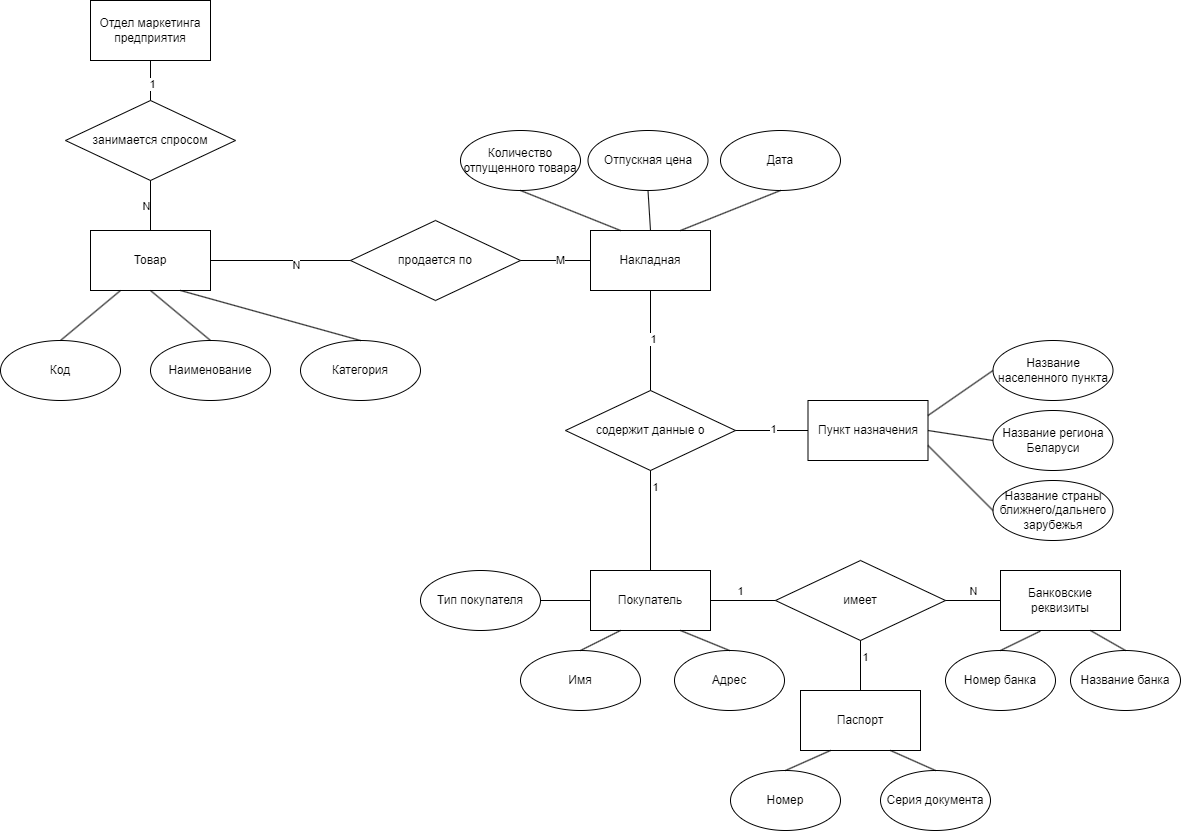 Отдел маркетинга
предприятия
1
занимается спросом
N
Количество
отпущенного товара
Отпускная цена
Дата
Товар
N
продается по
M
Накладная
Код
Наименование
Категория
1
содержит данные о
1
Пункт назначения
Название
населенного пункта
Название региона
Беларуси
Название страны
ближнего/дальнего
зарубежья
1
Тип покупателя
Покупатель
1
имеет
N
Банковские
реквизиты
Имя
Адрес
1
Номер банка
Название банка
Паспорт
Номер
Серия документа